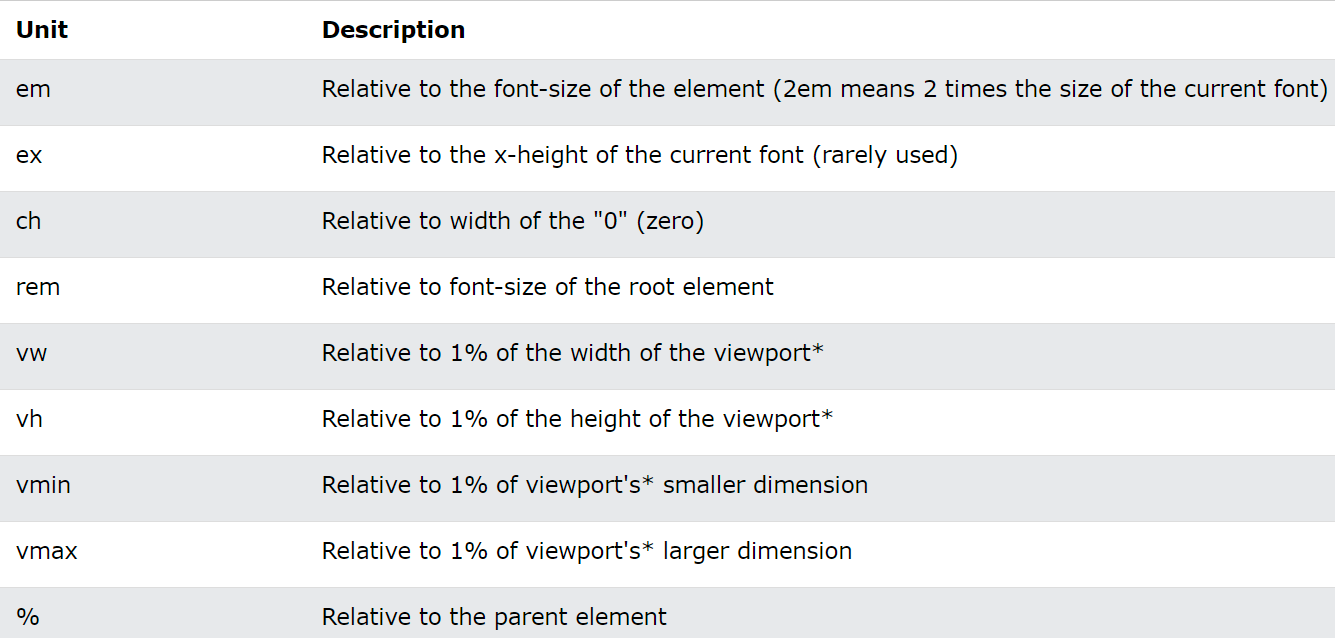 Unit Description
em Relative to the font-size of the element (2em means 2 times the size of the current font)
ex Relative to the x-height of the current font (rarely used)
ch Relative to width of the "0" (zero)
rem Relative to font-size of the root element
vw Relative to 1% of the width of the viewport*
vh Relative to 1% of the height of the viewport*
vmin Relative to 1% of viewport's* smaller dimension
vmax Relative to 1% of viewport's* larger dimension
% Relative to the parent element